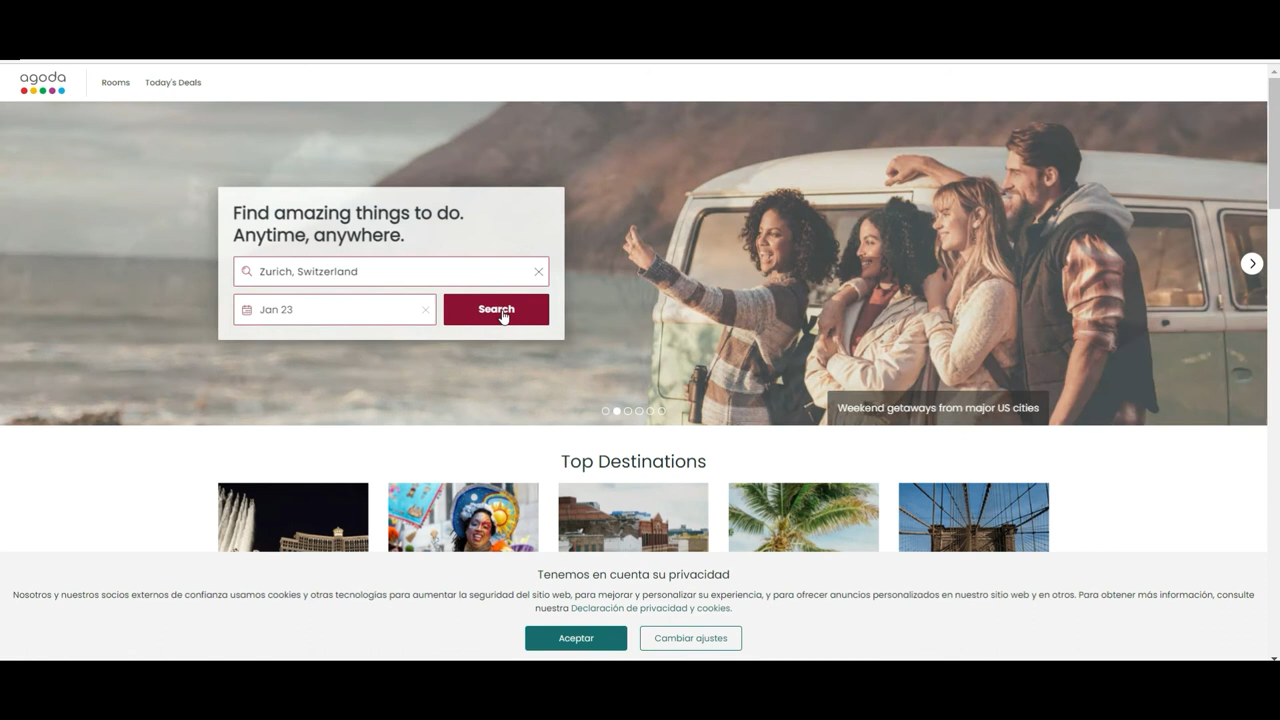 agoda
Rooms
Today's Deals
Find amazing things to do.
Anytime, anywhere.
Zurich, Switzerland
Jan 23
Search
Weekend getaways from major US cities
Top Destinations
Tenemos en cuenta su privacidad
Nosotros y nuestros socios externos de confianza usamos cookies y otras tecnologías para aumentar la seguridad del sitio web, para mejorar y personalizar su experiencia, y para ofrecer anuncios personalizados en nuestro sitio web y en otros. Para obtener más información, consulte
nuestra Declaración de privacidad y cookies.
Aceptar
Cambiar ajustes